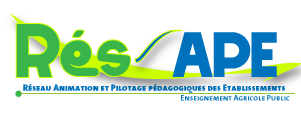 Rés APE
Réseau Animation et Pilotage pédagogiques des Etablissements
Enseignement Agricole Public